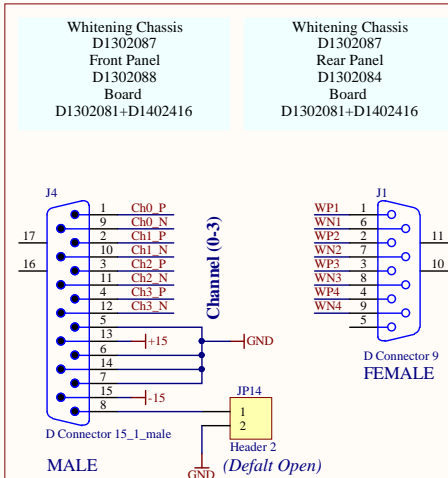 Whitening Chassis
D1302087
Front Panel
D1302088
Board
D1302081+D1402416
Whitening Chassis
D1302087
Rear Panel
D1302084
Board
D1302081+D1402416
J4
17
16
1 Ch0_P
9 Ch0_N
2 Ch1_P
10 Ch1_N
3 Ch2_P
11 Ch2_N
4 Ch3_P
12 Ch3_N
5
13 +15
6
14
7
15 -15
8
Channel (0-3)
GND
D Connector 15_1_male
MALE
JP14
1
2
Header 2
GND
(Defalt Open)
J1
WP1 1
WN1 6
WP2 2
WN2 7
WP3 3
WN3 8
WP4 4
WN4 9
5
11
10
D Connector 9
FEMALE